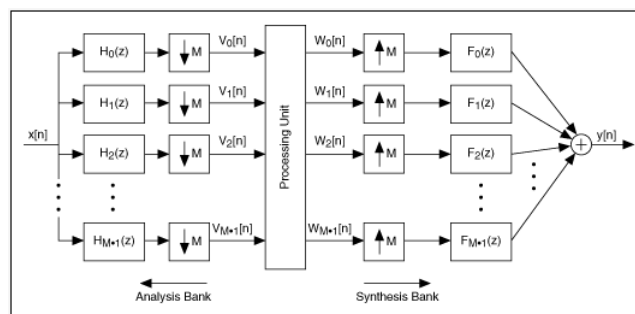 H0(z) M V0[n] W0[n] M F0(z)
H1(z) M V1[n] W1[n] M F1(z)
x[n] H2(z) M V2[n] Processing Unit W2[n] M F2(z) + y[n]
HM•1(z) M VM•1[n] WM•1[n] M FM•1(z)
Analysis Bank Synthesis Bank